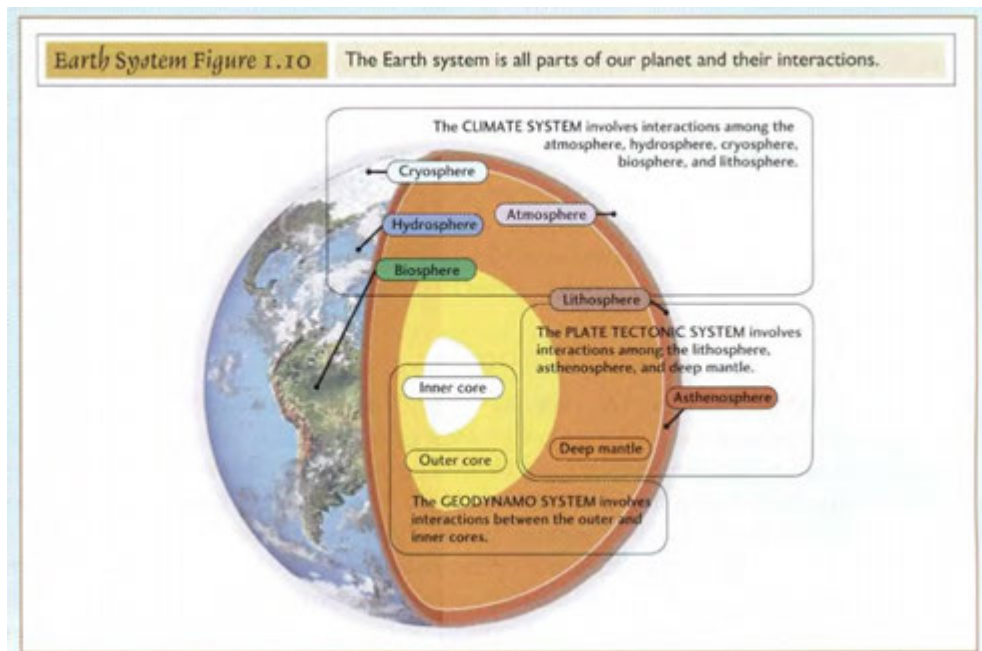 Earth System Figure 1.10
The Earth system is all parts of our planet and their interactions.
The CLIMATE SYSTEM involves interactions among the
atmosphere, hydrosphere, cryosphere,
biosphere, and lithosphere.
Cryosphere
Atmosphere
Hydrosphere
Biosphere
Lithosphere
The PLATE TECTONIC SYSTEM involves
interactions among the lithosphere,
asthenosphere, and deep mantle.
Inner core
Asthenosphere
Deep mantle
Outer core
The GEODYNAMO SYSTEM involves
interactions between the outer and
inner cores.